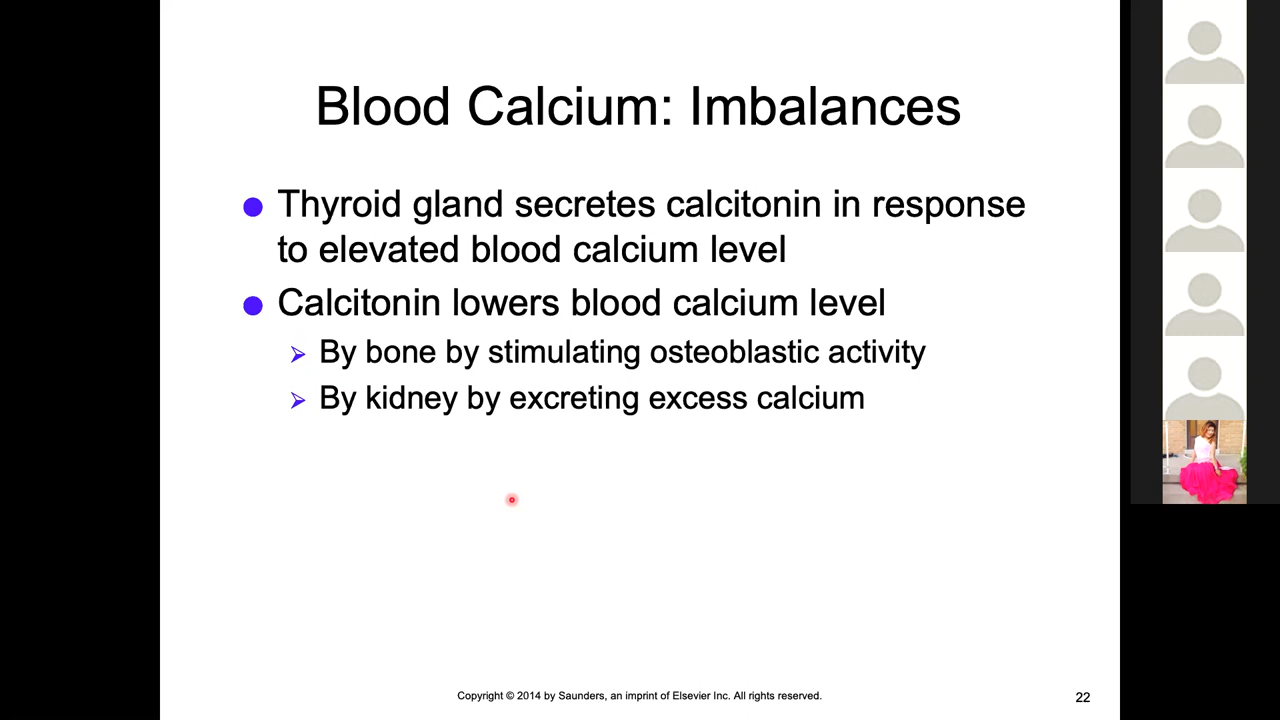 Blood Calcium: Imbalances
Thyroid gland secretes calcitonin in response
to elevated blood calcium level
Calcitonin lowers blood calcium level
By bone by stimulating osteoblastic activity
By kidney by excreting excess calcium
Copyright © 2014 by Saunders, an imprint of Elsevier Inc. All rights reserved.
22